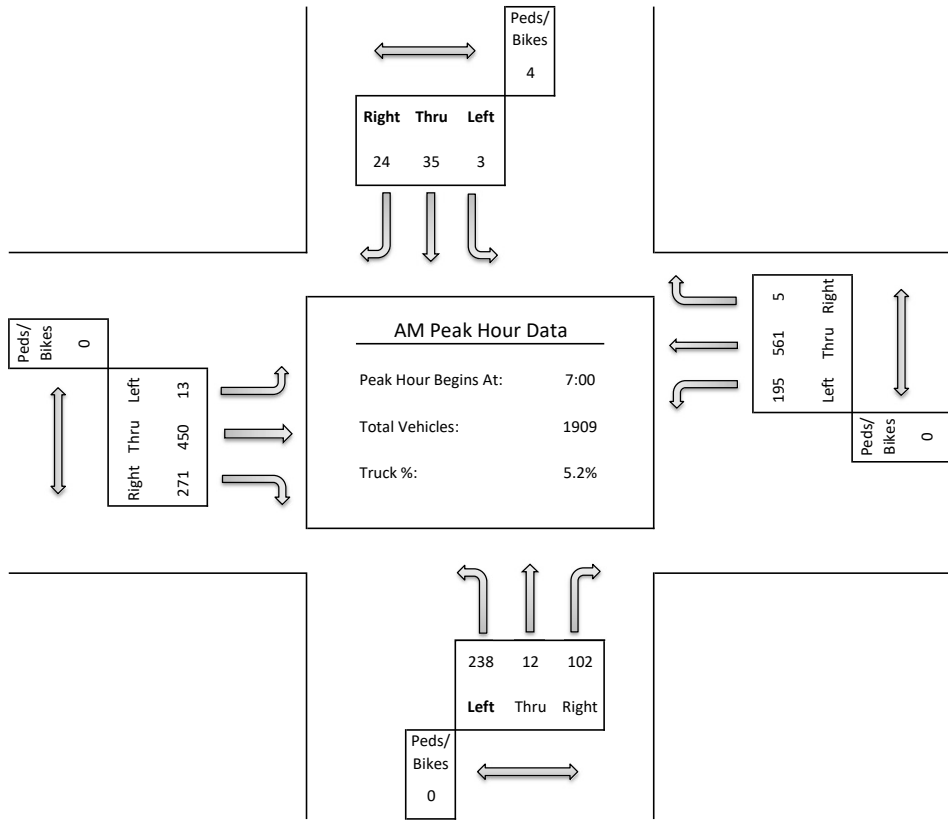 Peds/
Bikes
4
Right Thru Left
24 35 3
Peds/
Bikes
0
Left 13
Thru 450
Right 271
AM Peak Hour Data
Peak Hour Begins At: 7:00
Total Vehicles: 1909
Truck %: 5.2%
5 Right
561 Thru
195 Left
Peds/
Bikes
0
238 12 102
Left Thru Right
Peds/
Bikes
0